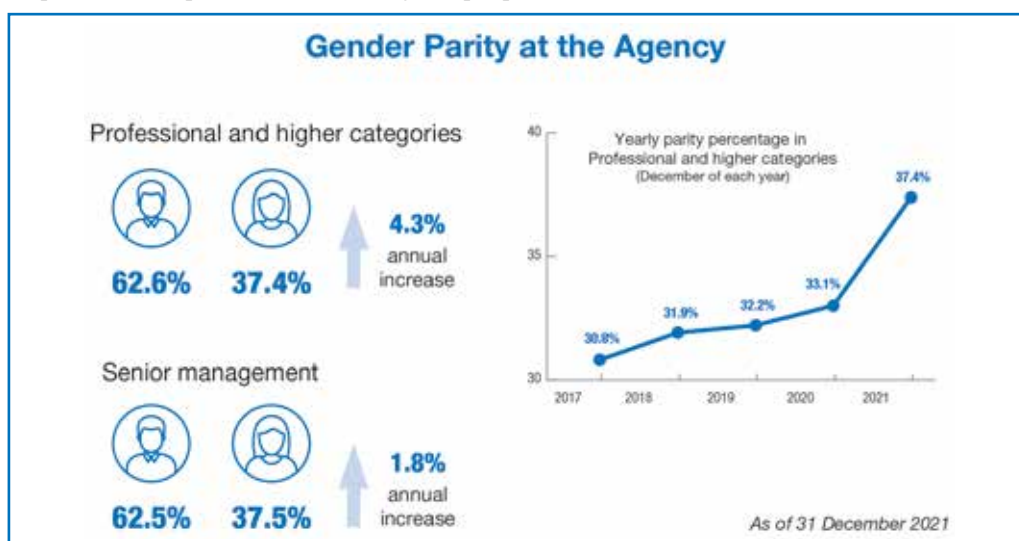 Gender Parity at the Agency
Professional and higher categories
62.6%
37.4%
4.3%
annual
increase
Senior management
62.5%
37.5%
1.8%
annual
increase
Yearly parity percentage in
Professional and higher categories
(December of each year)
40
35
30
30.8%
31.9%
32.2%
33.1%
37.4%
2017
2018
2019
2020
2021
As of 31 December 2021